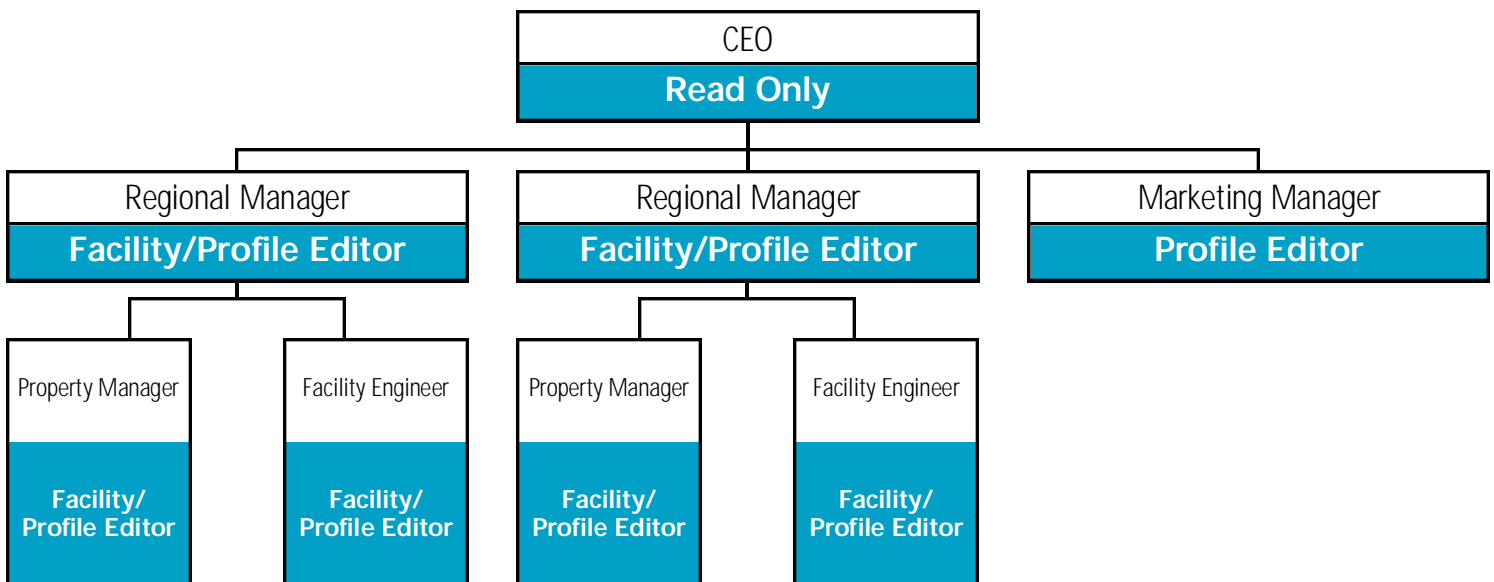 CEO
Read Only
Regional Manager
Facility/Profile Editor
Regional Manager
Facility/Profile Editor
Marketing Manager
Profile Editor
Property Manager
Facility/
Profile Editor
Facility Engineer
Facility/
Profile Editor
Property Manager
Facility/
Profile Editor
Facility Engineer
Facility/
Profile Editor